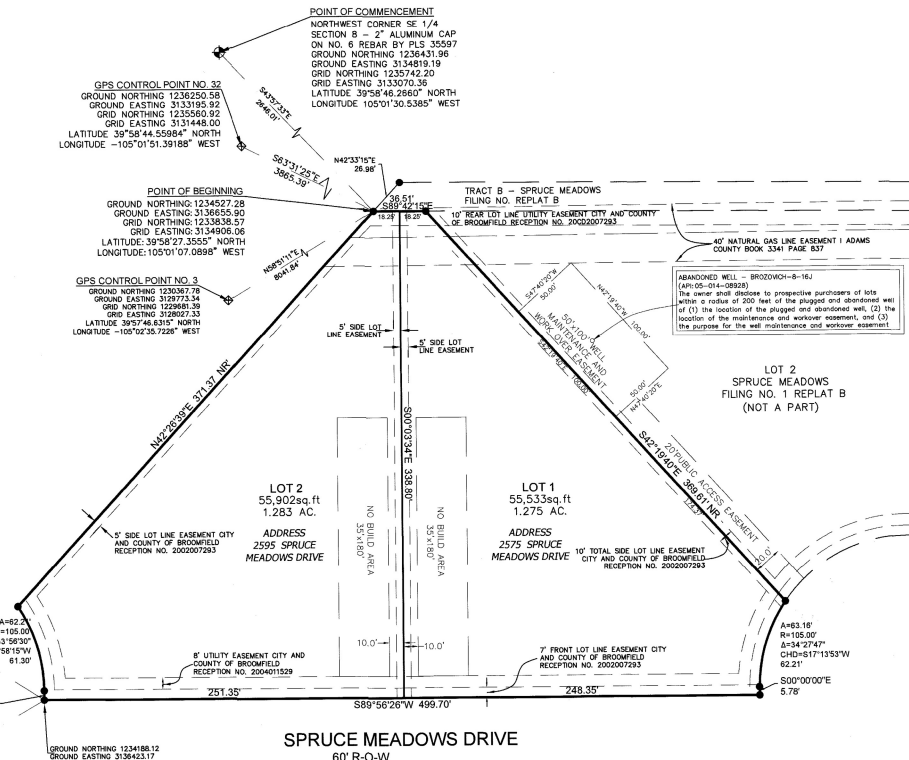 POINT OF COMMENCEMENT
NORTHWEST CORNER SE 1/4
SECTION 8 – 2" ALUMINUM CAP
ON NO. 6 REBAR BY PLS 35597
GROUND NORTHING 1236431.96
GROUND EASTING 3134819.19
GRID NORTHING 1235742.20
GRID EASTING 3133070.36
LATITUDE 39°58'46.2660" NORTH
LONGITUDE 105°01'30.5385" WEST
GPS CONTROL POINT NO. 32
GROUND NORTHING 1236250.58
GROUND EASTING 3133195.92
GRID NORTHING 1235560.92
GRID EASTING 3131448.00
LATITUDE 39°58'44.55984" NORTH
LONGITUDE -105°01'51.39188" WEST
S43°57'33"E
2646.01'
S63°31'25"E
3865.39'
N42°33'15"E
26.98'
POINT OF BEGINNING
GROUND NORTHING: 1234527.28
GROUND EASTING: 3136655.90
GRID NORTHING: 1233838.57
GRID EASTING: 3134906.06
LATITUDE: 39°58'27.3555" NORTH
LONGITUDE: 105°01'07.0898" WEST
N58°51'11"E
8041.84'
GPS CONTROL POINT NO. 3
GROUND NORTHING 1230367.78
GROUND EASTING 3129773.34
GRID NORTHING 1229681.39
GRID EASTING 3128027.33
LATITUDE 39°57'46.6315" NORTH
LONGITUDE -105°02'35.7226" WEST
36.51'
S89°42'15"E
18.25'
18.25'
TRACT B – SPRUCE MEADOWS
FILING NO. REPLAT B
10' REAR LOT LINE UTILITY EASEMENT CITY AND COUNTY
OF BROOMFIELD RECEPTION NO. 20CD2007293
40' NATURAL GAS LINE EASEMENT I ADAMS
COUNTY BOOK 3341 PAGE 837
ABANDONED WELL – BROZOVICH-8-16J
(API: 05-014-08928)
The owner shall disclose to prospective purchasers of lots
within a radius of 200 feet of the plugged and abandoned well
of (1) the location of the plugged and abandoned well, (2) the
location of the maintenance and workover easement, and (3)
the purpose for the well maintenance and workover easement
S47°40'20"W
50.00'
N42°19'40"W
100.00'
50'x100' WELL
MAINTENANCE AND
WORK-OVER EASEMENT
S42°19'40"E 100.00'
50.00'
N47°40'20"E
5' SIDE LOT
LINE EASEMENT
5' SIDE LOT
LINE EASEMENT
LOT 2
SPRUCE MEADOWS
FILING NO. 1 REPLAT B
(NOT A PART)
N42°26'39"E 371.37 NR'
S00°03'34"E 338.80'
S42°19'40"E 369.61' NR
124.37'
20' PUBLIC ACCESS EASEMENT
20.0'
LOT 2
55,902sq.ft
1.283 AC.
ADDRESS
2595 SPRUCE
MEADOWS DRIVE
NO BUILD AREA
35'x180'
NO BUILD AREA
35'x180'
LOT 1
55,533sq.ft
1.275 AC.
ADDRESS
2575 SPRUCE
MEADOWS DRIVE
5' SIDE LOT LINE EASEMENT CITY
AND COUNTY OF BROOMFIELD
RECEPTION NO. 2002007293
10' TOTAL SIDE LOT LINE EASEMENT
CITY AND COUNTY OF BROOMFIELD
RECEPTION NO. 2002007293
A=62.21'
=105.00'
3°56'30"
°58'15"W
61.30'
A=63.16'
R=105.00'
Δ=34°27'47"
CHD=S17°13'53"W
62.21'
S00°00'00"E
5.78'
10.0'
10.0'
8' UTILITY EASEMENT CITY AND
COUNTY OF BROOMFIELD
RECEPTION NO. 2004011529
7' FRONT LOT LINE EASEMENT CITY
AND COUNTY OF BROOMFIELD
RECEPTION NO. 2002007293
251.35'
248.35'
S89°56'26"W 499.70'
GROUND NORTHING 1234188.12
GROUND EASTING 3136423.17
SPRUCE MEADOWS DRIVE
60' R-O-W